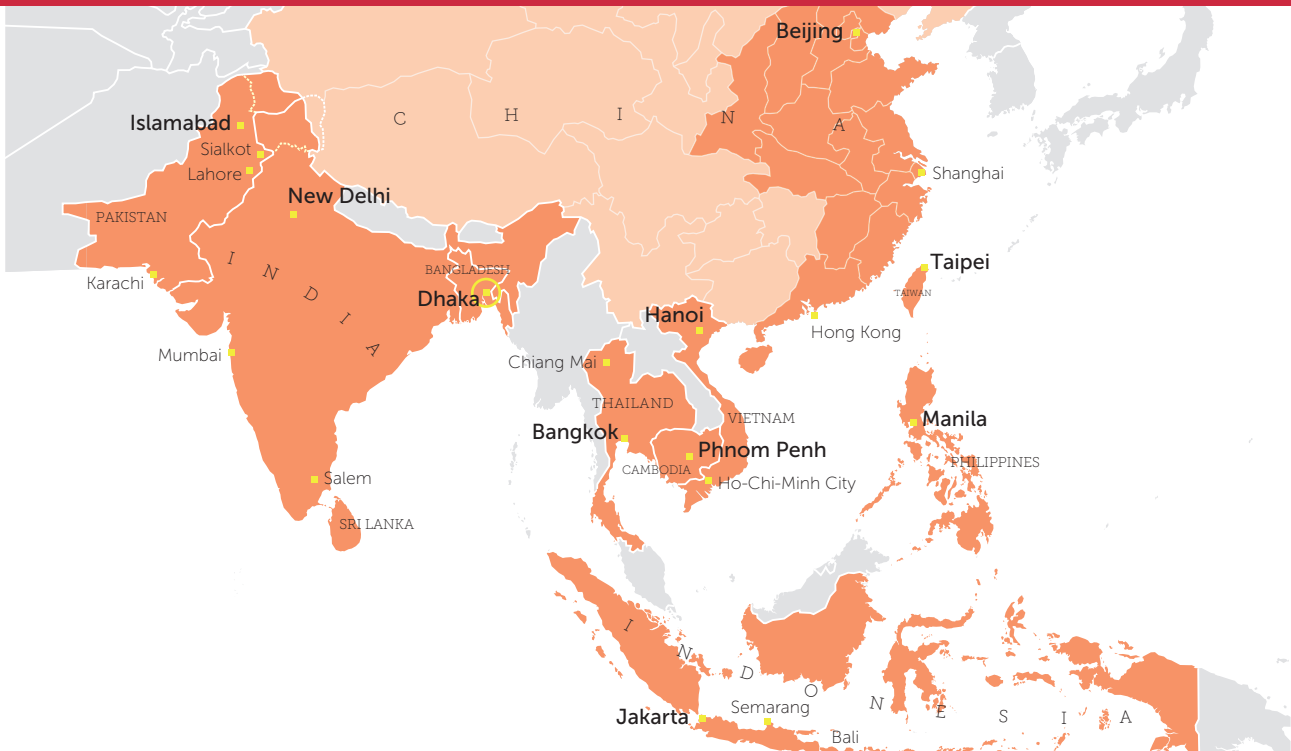 Beijing
C H I N A
Islamabad
Sialkot
Lahore
Shanghai
New Delhi
PAKISTAN
I N D I A
Taipei
BANGLADESH
Karachi
TAIWAN
Dhaka
Hanoi
Hong Kong
Mumbai
Chiang Mai
THAILAND
VIETNAM
Manila
Bangkok
Phnom Penh
PHILIPPINES
CAMBODIA
Salem
Ho-Chi-Minh City
SRI LANKA
I N D O N E S I A
Semarang
Jakarta
Bali